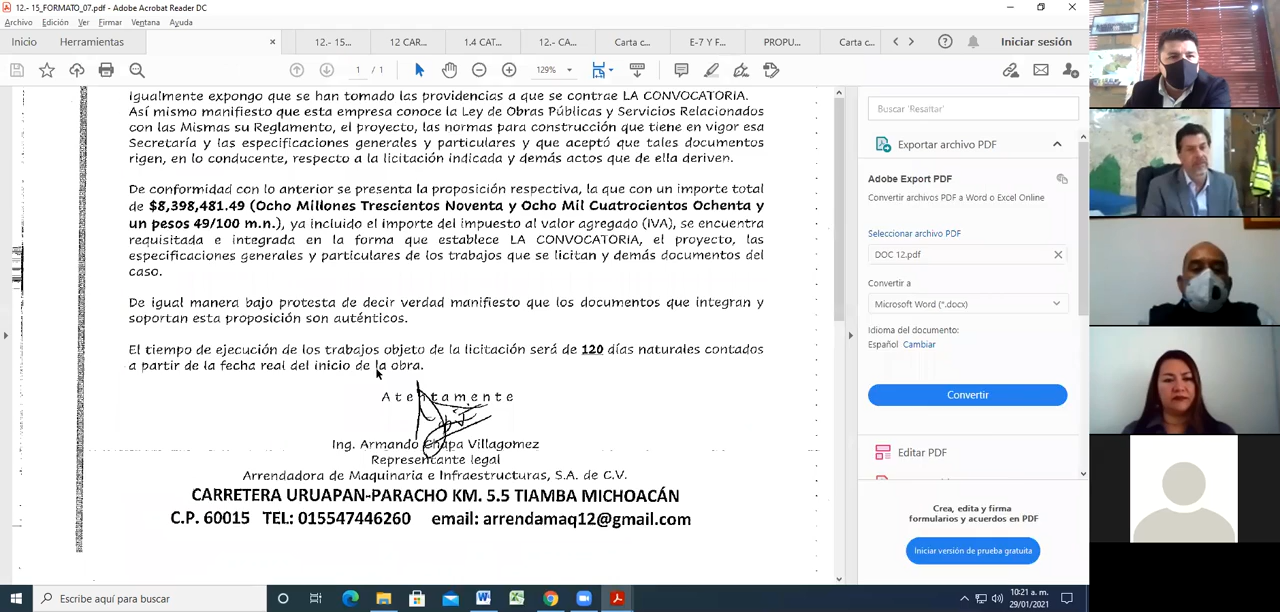 12.- 15_FORMATO_07.pdf - Adobe Acrobat Reader DC
Archivo Edición Ver Firmar Ventana Ayuda
Inicio Herramientas 12.- 15... 12 CAR... 1.4 CAT... 12.- CA... Carta c... E-7 Y F... PROPU... Carta c... Iniciar sesión
1 / 1 129%
igualmente expongo que se han tomado las providencias a que se contrae LA CONVOCATORIA.
Así mismo manifiesto que esta empresa conoce la Ley de Obras Públicas y Servicios Relacionados
con las Mismas su Reglamento, el proyecto, las normas para construcción que tiene en vigor esa
Secretaría y las especificaciones generales y particulares y que aceptó que tales documentos
rigen, en lo conducente, respecto a la licitación indicada y demás actos que de ella deriven.
De conformidad con lo anterior se presenta la proposición respectiva, la que con un importe total
de $8,398,481.49 (Ocho Millones Trescientos Noventa y Ocho Mil Cuatrocientos Ochenta y
un pesos 49/100 m.n.), ya incluido el importe del impuesto al valor agregado (IVA), se encuentra
requisitada e integrada en la forma que establece LA CONVOCATORIA, el proyecto, las
especificaciones generales y particulares de los trabajos que se licitan y demás documentos del
caso.
De igual manera bajo protesta de decir verdad manifiesto que los documentos que integran y
soportan esta proposición son auténticos.
El tiempo de ejecución de los trabajos objeto de la licitación será de 120 días naturales contados
a partir de la fecha real del inicio de la obra.
A t e n t a m e n t e
Ing. Armando Chapa Villagomez
Representante legal
Arrendadora de Maquinaria e Infraestructuras, S.A. de C.V.
CARRETERA URUAPAN-PARACHO KM. 5.5 TIAMBA MICHOACÁN
C.P. 60015 TEL: 015547446260 email: arrendamaq12@gmail.com
Buscar 'Resaltar'
Exportar archivo PDF
Adobe Export PDF
Convertir archivos PDF a Word o Excel Online
Seleccionar archivo PDF
DOC 12.pdf
Convertir a
Microsoft Word (*.docx)
Idioma del documento:
Español Cambiar
Convertir
Editar PDF
Crea, edita y firma
formularios y acuerdos en PDF
Iniciar versión de prueba gratuita
Escribe aquí para buscar
10:21 a. m.
29/01/2021